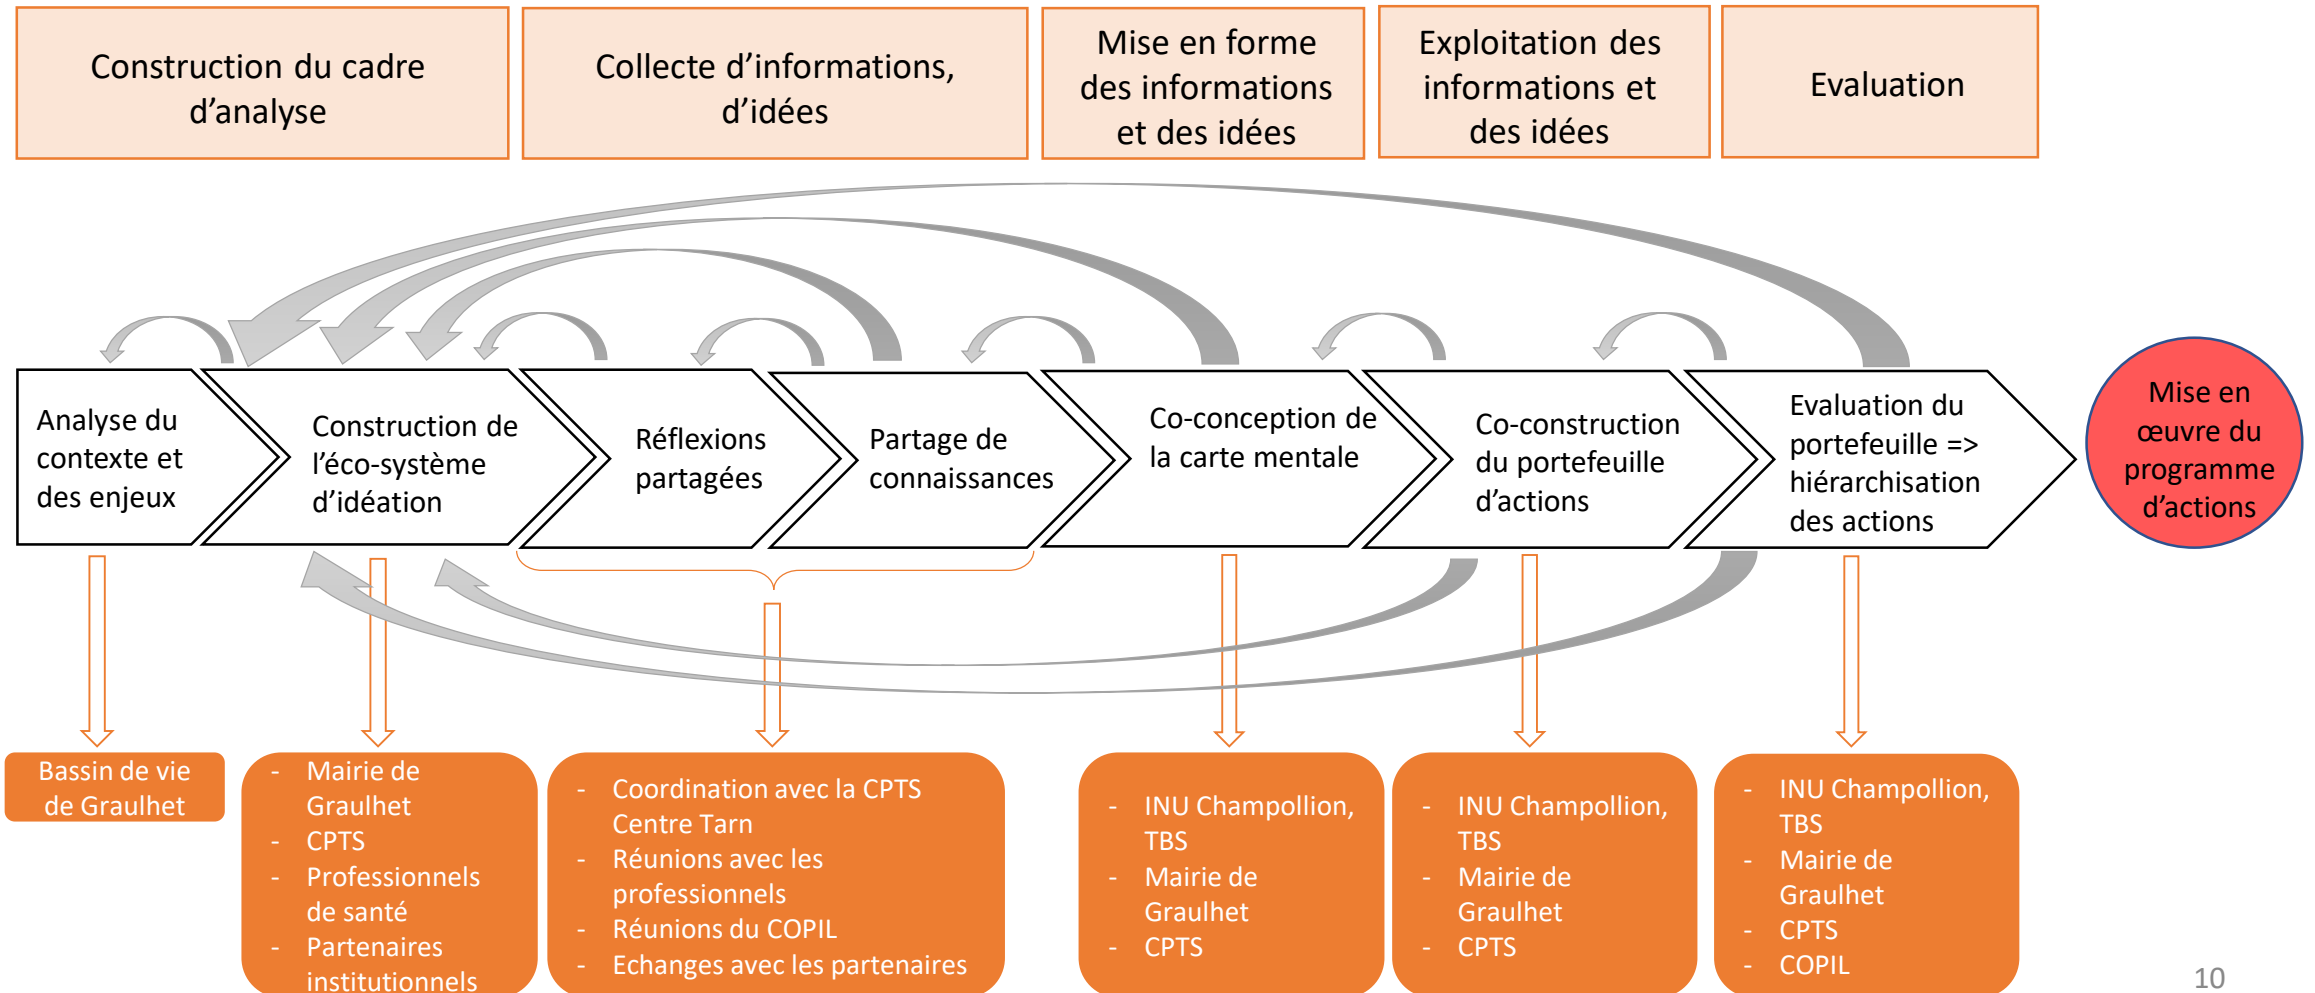 Construction du cadre
d’analyse
Collecte d’informations,
d’idées
Mise en forme
des informations
et des idées
Exploitation des
informations et
des idées
Evaluation
Analyse du
contexte et
des enjeux
Construction de
l’éco-système
d’idéation
Réflexions
partagées
Partage de
connaissances
Co-conception de
la carte mentale
Co-construction
du portefeuille
d’actions
Evaluation du
portefeuille =>
hiérarchisation
des actions
Mise en
œuvre du
programme
d’actions
Bassin de vie
de Graulhet
- Mairie de
Graulhet
- CPTS
- Professionnels
de santé
- Partenaires
institutionnels
- Coordination avec la CPTS
Centre Tarn
- Réunions avec les
professionnels
- Réunions du COPIL
- Echanges avec les partenaires
- INU Champollion,
TBS
- Mairie de
Graulhet
- CPTS
- INU Champollion,
TBS
- Mairie de
Graulhet
- CPTS
- INU Champollion,
TBS
- Mairie de
Graulhet
- CPTS
- COPIL
10